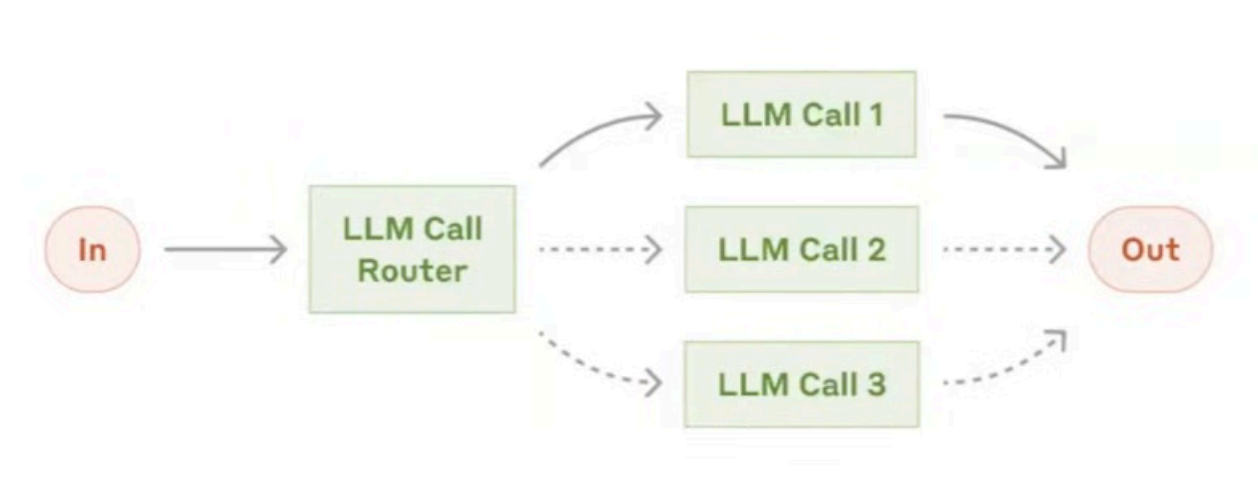 In
LLM Call
Router
LLM Call 1
LLM Call 2
LLM Call 3
Out